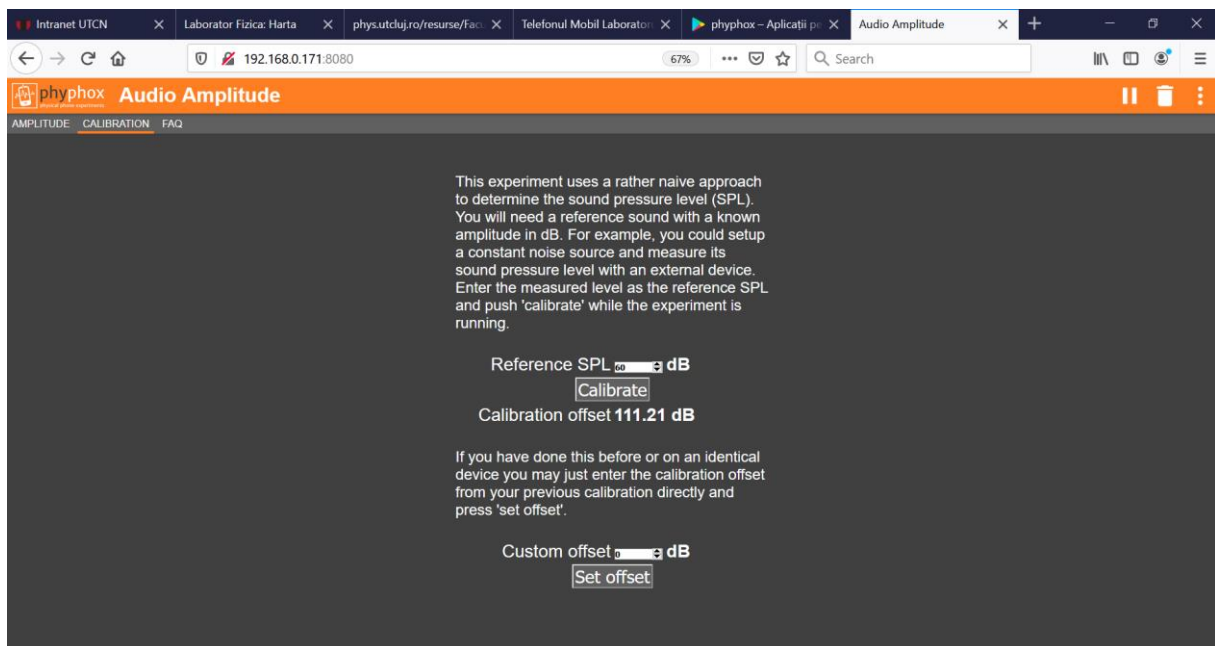 Intranet UTCN
Laborator Fizica: Harta
phys.utcluj.ro/resurse/Facu
Telefonul Mobil Laborator
phyphox – Aplicații pe
Audio Amplitude
192.168.0.171:8080
67%
Search
phyphox
physical phone experiments
Audio Amplitude
AMPLITUDE CALIBRATION FAQ
This experiment uses a rather naive approach
to determine the sound pressure level (SPL).
You will need a reference sound with a known
amplitude in dB. For example, you could setup
a constant noise source and measure its
sound pressure level with an external device.
Enter the measured level as the reference SPL
and push 'calibrate' while the experiment is
running.
Reference SPL 60 dB
Calibrate
Calibration offset 111.21 dB
If you have done this before or on an identical
device you may just enter the calibration offset
from your previous calibration directly and
press 'set offset'.
Custom offset 0 dB
Set offset